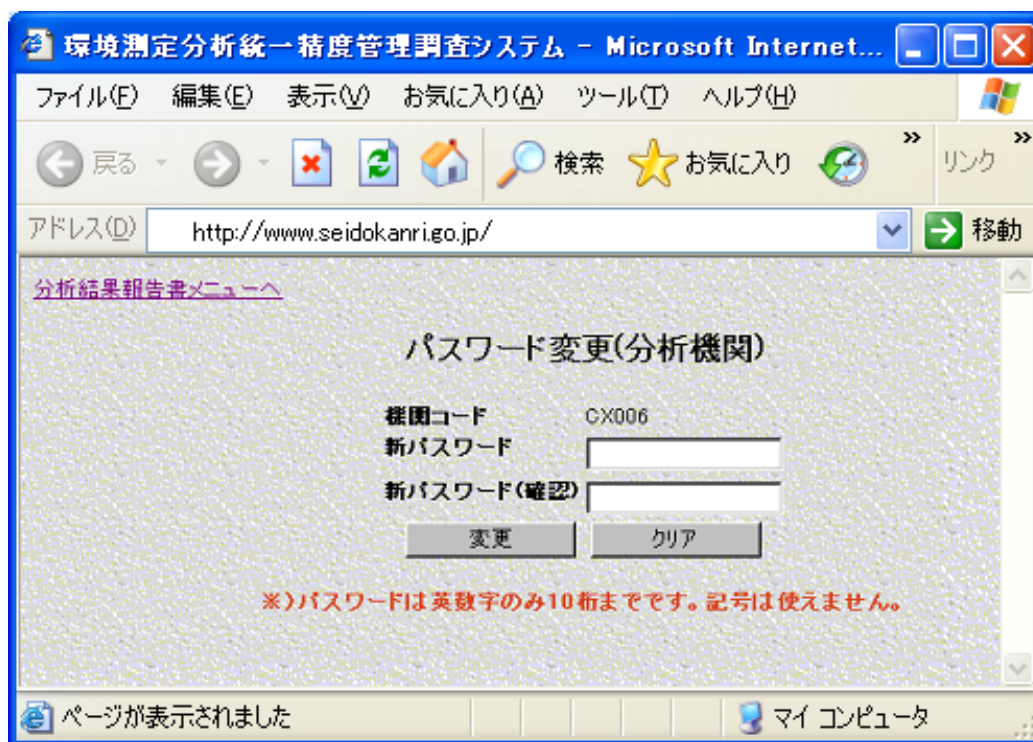 環境測定分析統一精度管理調査システム - Microsoft Internet...
ファイル(F) 編集(E) 表示(V) お気に入り(A) ツール(T) ヘルプ(H)
戻る 検索 お気に入り » リンク »
アドレス(D) http://www.seidokanri.go.jp/ 移動
分析結果報告書メニューへ
パスワード変更(分析機関)
機関コード CX006
新パスワード
新パスワード(確認)
変更 クリア
※)パスワードは英数字のみ10桁までです。記号は使えません。
ページが表示されました マイ コンピュータ